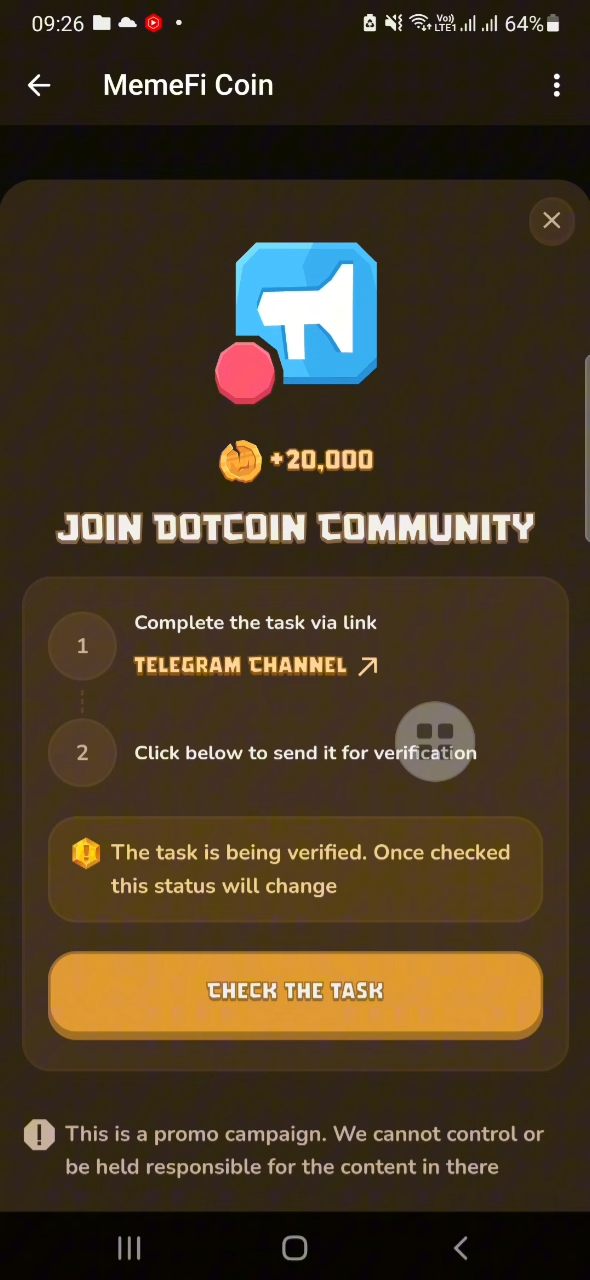 09:26 Vo)) LTE1 64%
MemeFi Coin
+20,000
JOIN DOTCOIN COMMUNITY
1
Complete the task via link
TELEGRAM CHANNEL
2
Click below to send it for verification
The task is being verified. Once checked
this status will change
CHECK THE TASK
This is a promo campaign. We cannot control or
be held responsible for the content in there